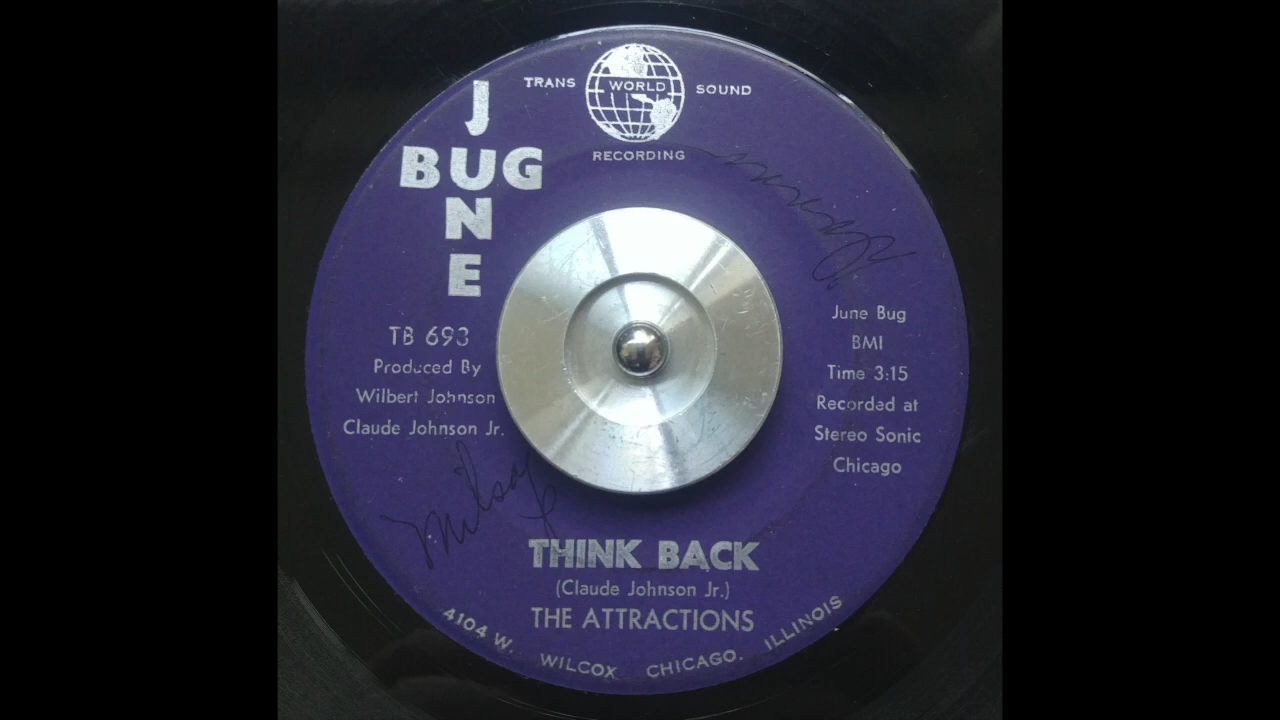 TRANS WORLD SOUND
RECORDING
JUNE
BUG
TB 693
Produced By
Wilbert Johnson
Claude Johnson Jr.
June Bug
BMI
Time 3:15
Recorded at
Stereo Sonic
Chicago
THINK BACK
(Claude Johnson Jr.)
THE ATTRACTIONS
4104 W. WILCOX CHICAGO. ILLINOIS